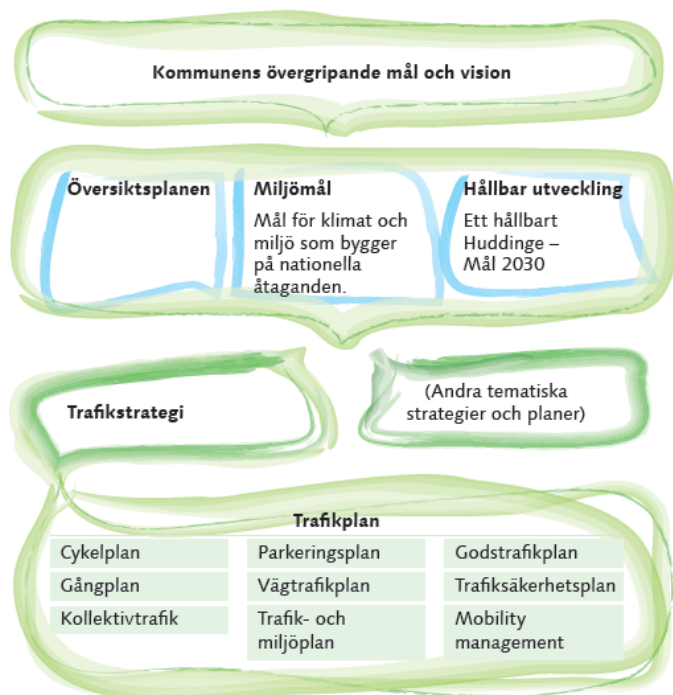 Kommunens övergripande mål och vision
Översiktsplanen
Miljömål
Mål för klimat och
miljö som bygger
på nationella
åtaganden.
Hållbar utveckling
Ett hållbart
Huddinge –
Mål 2030
Trafikstrategi
(Andra tematiska
strategier och planer)
Trafikplan
Cykelplan
Parkeringsplan
Godstrafikplan
Gångplan
Vägtrafikplan
Trafiksäkerhetsplan
Kollektivtrafik
Trafik- och
miljöplan
Mobility
management